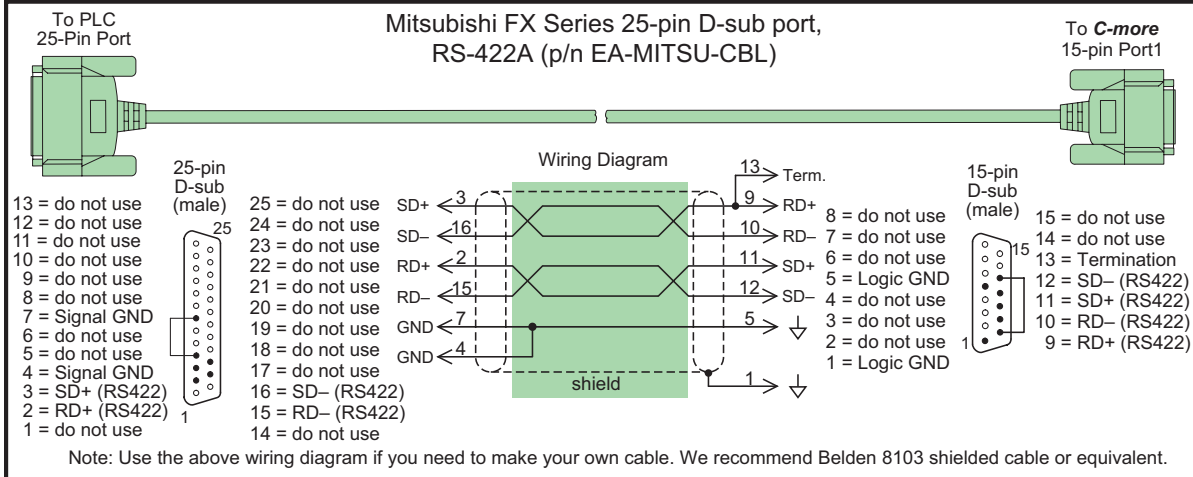 To PLC
25-Pin Port
Mitsubishi FX Series 25-pin D-sub port,
RS-422A (p/n EA-MITSU-CBL)
To C-more
15-pin Port1
25-pin
D-sub
(male)
13 = do not use
12 = do not use
11 = do not use
10 = do not use
9 = do not use
8 = do not use
7 = Signal GND
6 = do not use
5 = do not use
4 = Signal GND
3 = SD+ (RS422)
2 = RD+ (RS422)
1 = do not use
25
1
25 = do not use
24 = do not use
23 = do not use
22 = do not use
21 = do not use
20 = do not use
19 = do not use
18 = do not use
17 = do not use
16 = SD– (RS422)
15 = RD– (RS422)
14 = do not use
Wiring Diagram
13 Term.
SD+ 3 9 RD+
SD– 16 10 RD–
RD+ 2 11 SD+
RD– 15 12 SD–
GND 7 5
GND 4
shield
1
8 = do not use
7 = do not use
6 = do not use
5 = Logic GND
4 = do not use
3 = do not use
2 = do not use
1 = Logic GND
15-pin
D-sub
(male)
15
1
15 = do not use
14 = do not use
13 = Termination
12 = SD– (RS422)
11 = SD+ (RS422)
10 = RD– (RS422)
9 = RD+ (RS422)
Note: Use the above wiring diagram if you need to make your own cable. We recommend Belden 8103 shielded cable or equivalent.